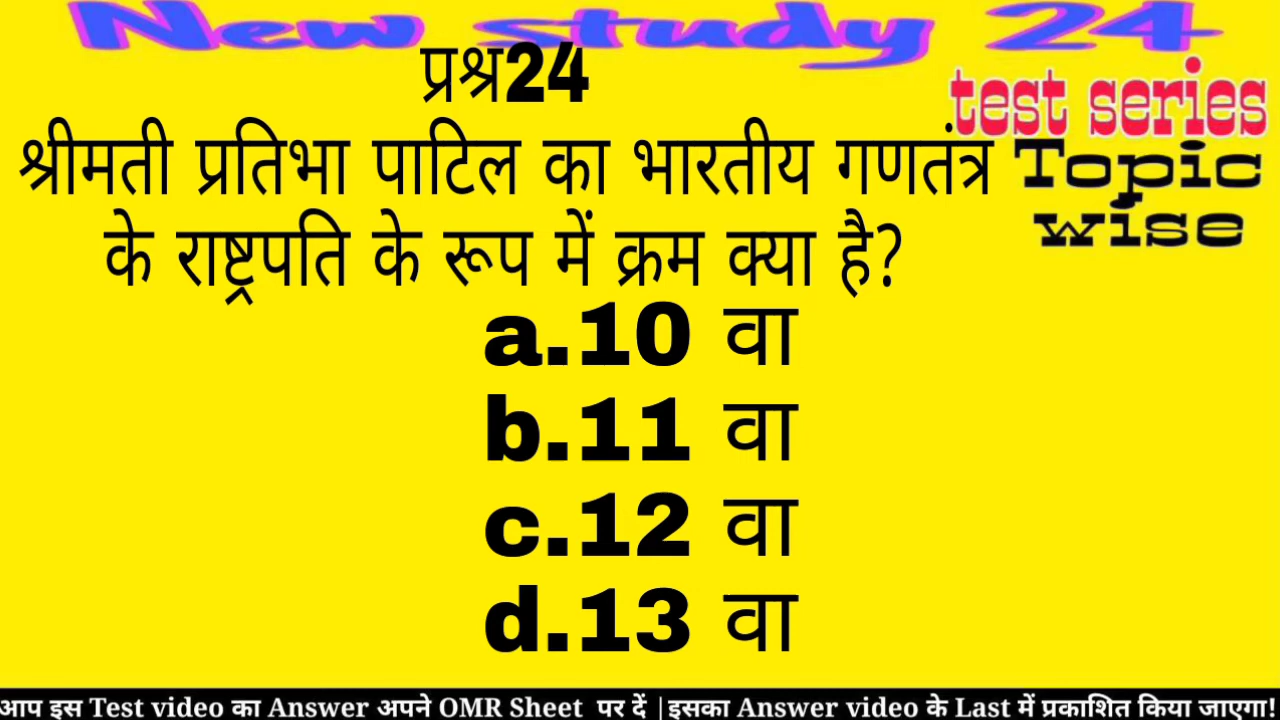 New study 24
प्रश्न24
test series
Topic
wise
श्रीमती प्रतिभा पाटिल का भारतीय गणतंत्र
के राष्ट्रपति के रूप में क्रम क्या है?
a.10 वा
b.11 वा
c.12 वा
d.13 वा
आप इस Test video का Answer अपने OMR Sheet पर दें |इसका Answer video के Last में प्रकाशित किया जाएगा!